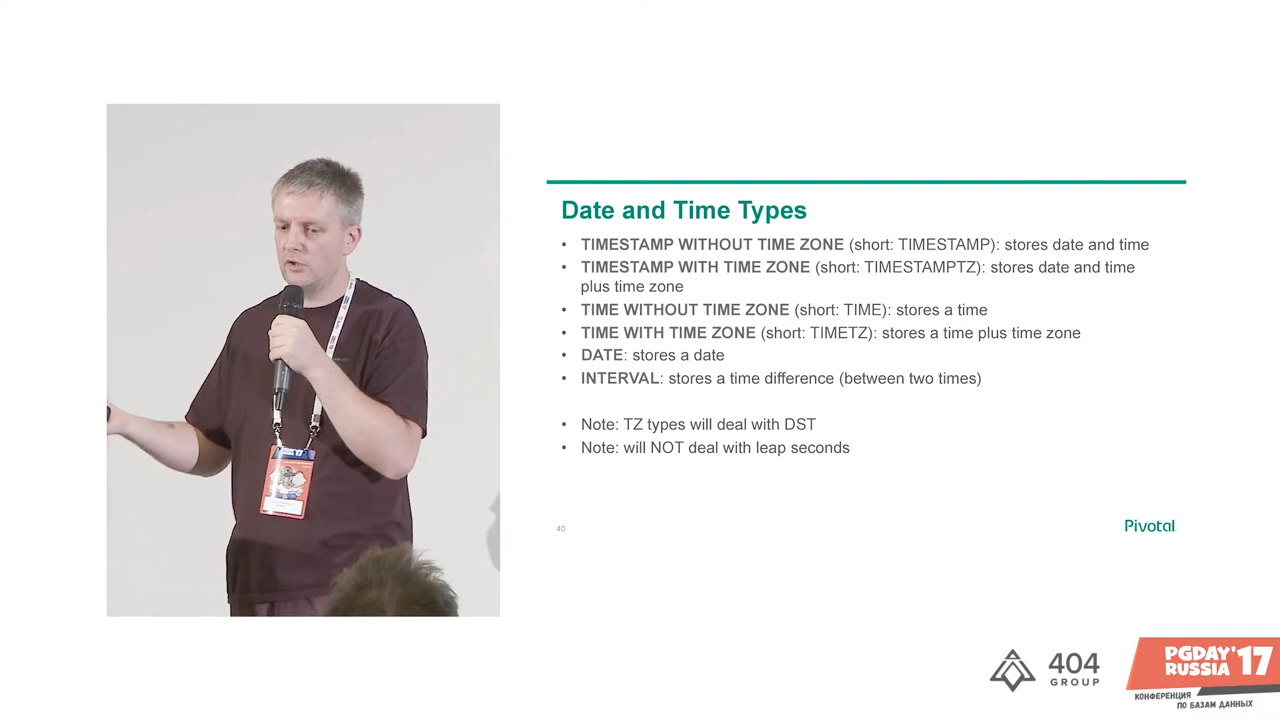 Date and Time Types
• TIMESTAMP WITHOUT TIME ZONE (short: TIMESTAMP): stores date and time
• TIMESTAMP WITH TIME ZONE (short: TIMESTAMPTZ): stores date and time
plus time zone
• TIME WITHOUT TIME ZONE (short: TIME): stores a time
• TIME WITH TIME ZONE (short: TIMETZ): stores a time plus time zone
• DATE: stores a date
• INTERVAL: stores a time difference (between two times)
• Note: TZ types will deal with DST
• Note: will NOT deal with leap seconds
40
Pivotal
404
GROUP
PGDAY'17
RUSSIA
КОНФЕРЕНЦИЯ
ПО БАЗАМ ДАННЫХ